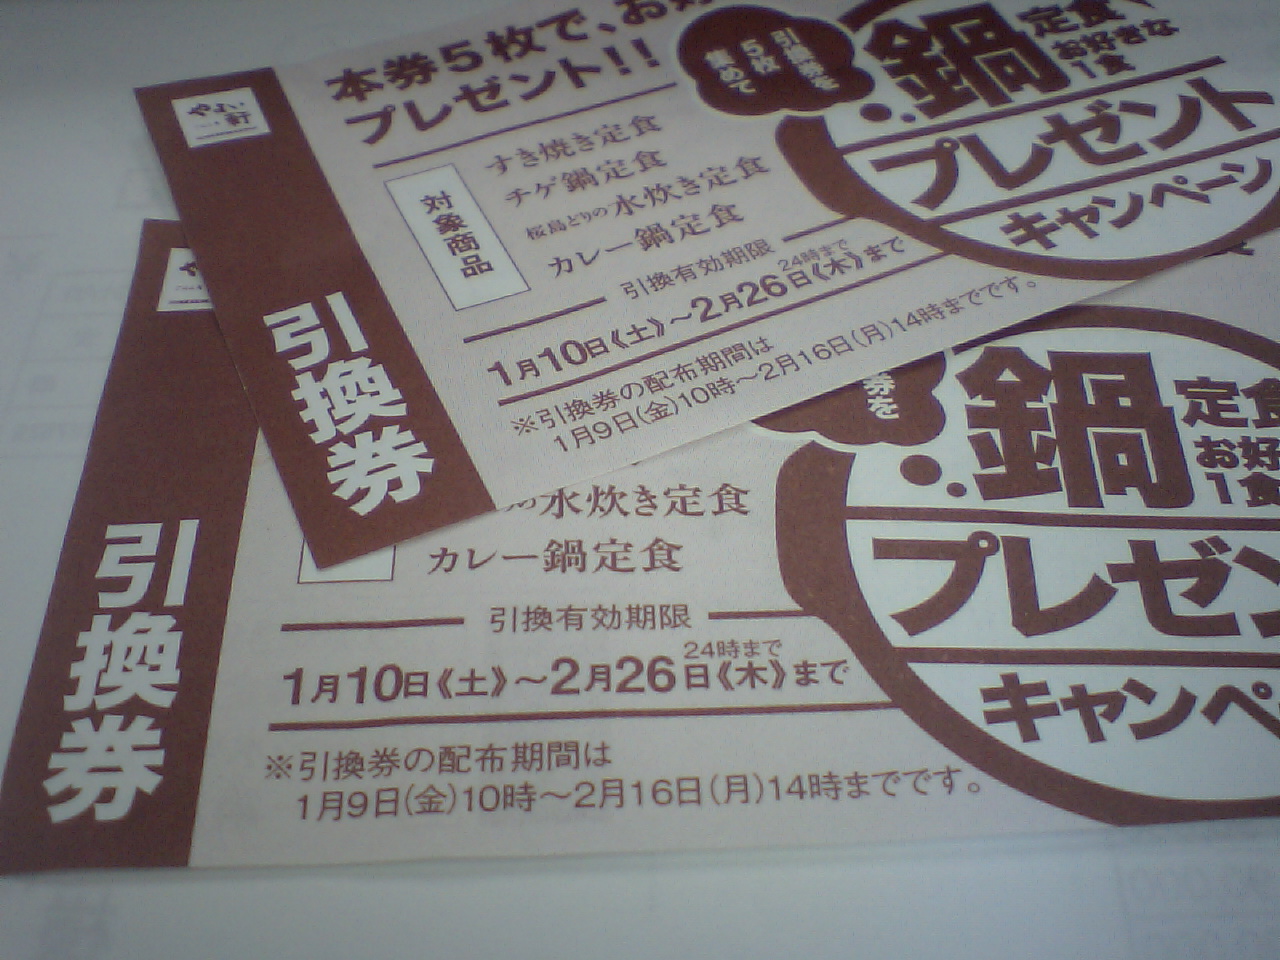 やよい軒
引換券
本券5枚で、お好
プレゼント!!
対象商品
すき焼き定食
チゲ鍋定食
桜島どりの水炊き定食
カレー鍋定食
引換有効期限
1月10日《土》〜2月26日《木》まで
24時まで
※引換券の配布期間は
1月9日(金)10時〜2月16日(月)14時までです。
引換券を
5枚
集めて
鍋定食
お好きな
1食
プレゼント
キャンペーン
引換券
水炊き定食
カレー鍋定食
引換有効期限
1月10日《土》〜2月26日《木》まで
24時まで
※引換券の配布期間は
1月9日(金)10時〜2月16日(月)14時までです。
券を
鍋定食
お好
1食
プレゼン
キャンペ